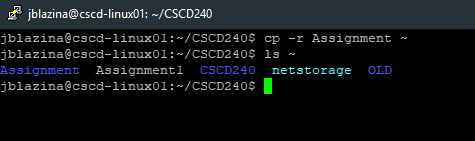 jblazina@cscd-linux01: ~/CSCD240
jblazina@cscd-linux01:~/CSCD240$ cp -r Assignment ~
jblazina@cscd-linux01:~/CSCD240$ ls ~
Assignment  Assignment1  CSCD240  netstorage  OLD
jblazina@cscd-linux01:~/CSCD240$